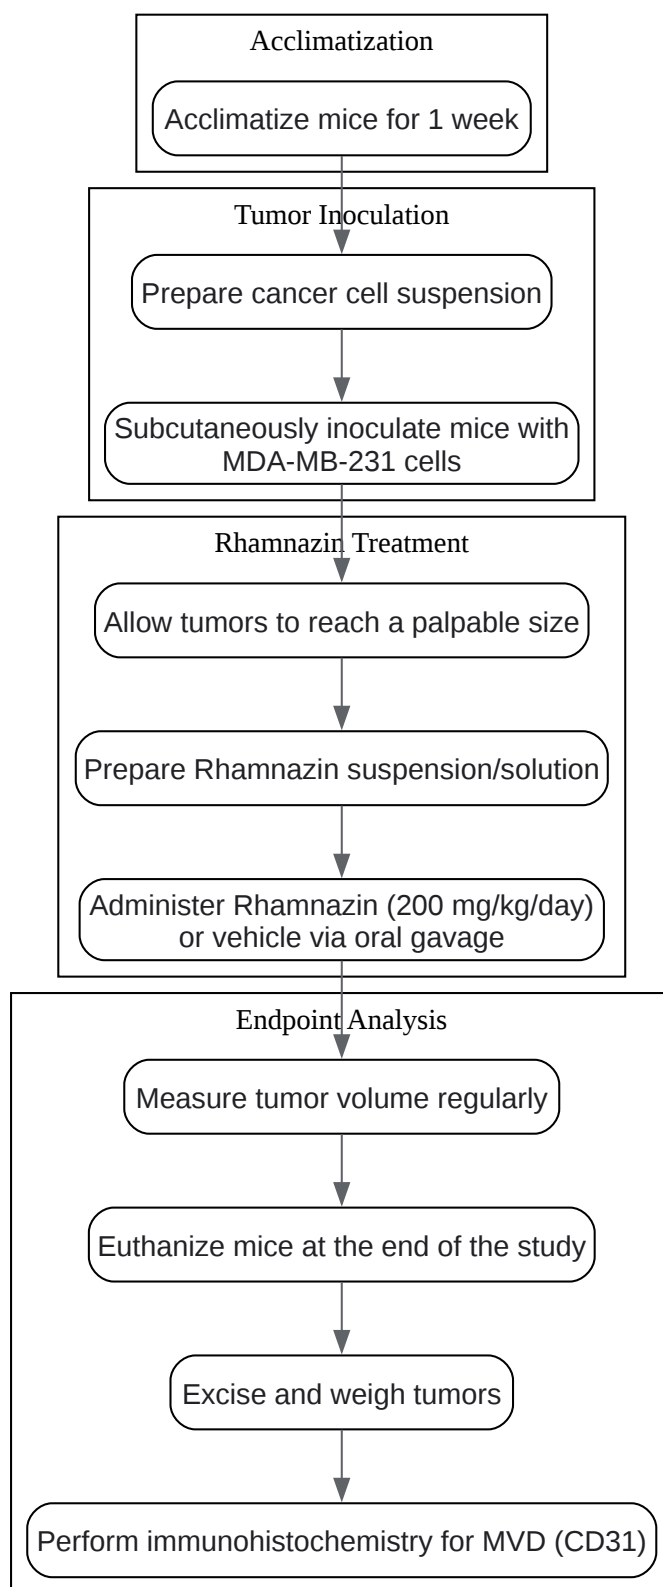 Acclimatization
Acclimatize mice for 1 week
Tumor Inoculation
Prepare cancer cell suspension
Subcutaneously inoculate mice with
MDA-MB-231 cells
Rhamnazin Treatment
Allow tumors to reach a palpable size
Prepare Rhamnazin suspension/solution
Administer Rhamnazin (200 mg/kg/day)
or vehicle via oral gavage
Endpoint Analysis
Measure tumor volume regularly
Euthanize mice at the end of the study
Excise and weigh tumors
Perform immunohistochemistry for MVD (CD31)